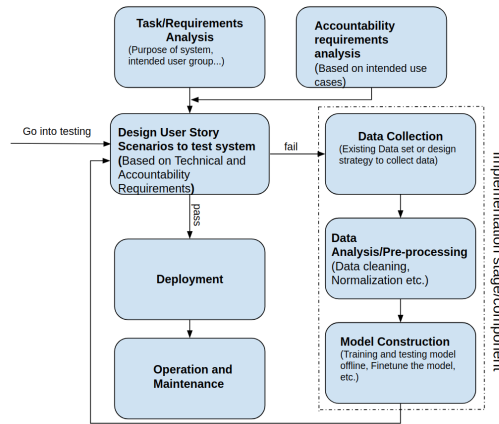 Task/Requirements
Analysis
(Purpose of system,
intended user group...)
Accountability
requirements
analysis
(Based on intended use
cases)
Go into testing
Design User Story
Scenarios to test system
(Based on Technical and
Accountability
Requirements)
fail
pass
Data Collection
(Existing Data set or design
strategy to collect data)
Data
Analysis/Pre-processing
(Data cleaning,
Normalization etc.)
Model Construction
(Training and testing model
offline, Finetune the model,
etc.)
Implementation stage/component
Deployment
Operation and
Maintenance